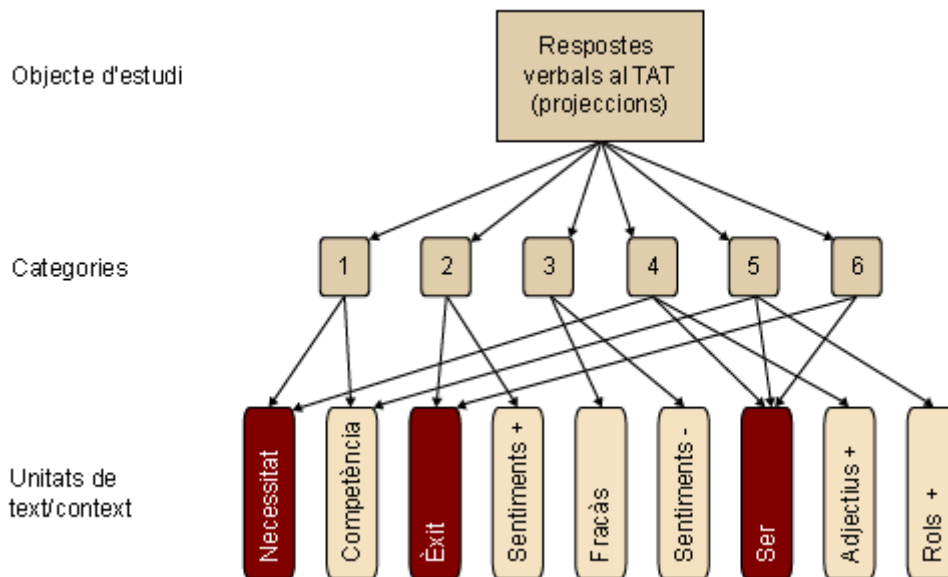 Objecte d'estudi
Respostes
verbals al TAT
(projeccions)
Categories
1
2
3
4
5
6
Unitats de
text/context
Necessitat
Competència
Èxit
Sentiments +
Fracàs
Sentiments -
Ser
Adjectius +
Rols +